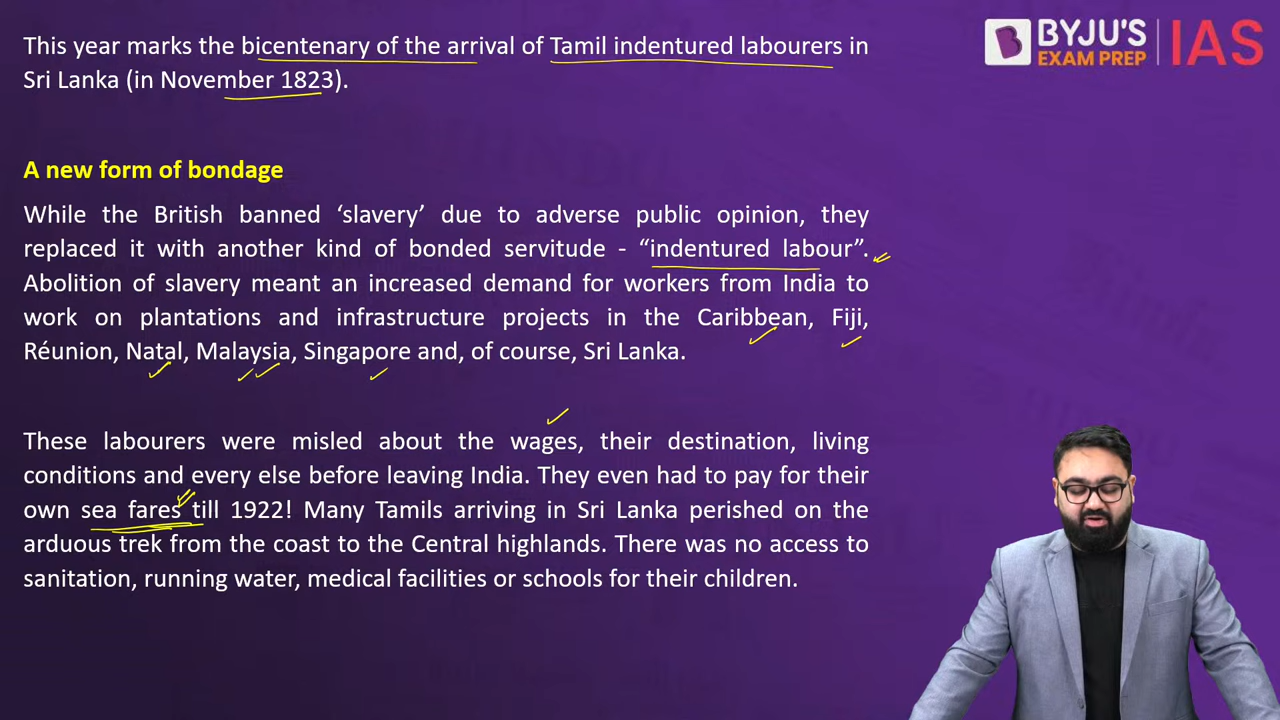 This year marks the bicentenary of the arrival of Tamil indentured labourers in
Sri Lanka (in November 1823).
BYJU'S
EXAM PREP
IAS
A new form of bondage
While the British banned ‘slavery’ due to adverse public opinion, they
replaced it with another kind of bonded servitude - “indentured labour”.
Abolition of slavery meant an increased demand for workers from India to
work on plantations and infrastructure projects in the Caribbean, Fiji,
Réunion, Natal, Malaysia, Singapore and, of course, Sri Lanka.
These labourers were misled about the wages, their destination, living
conditions and every else before leaving India. They even had to pay for their
own sea fares till 1922! Many Tamils arriving in Sri Lanka perished on the
arduous trek from the coast to the Central highlands. There was no access to
sanitation, running water, medical facilities or schools for their children.